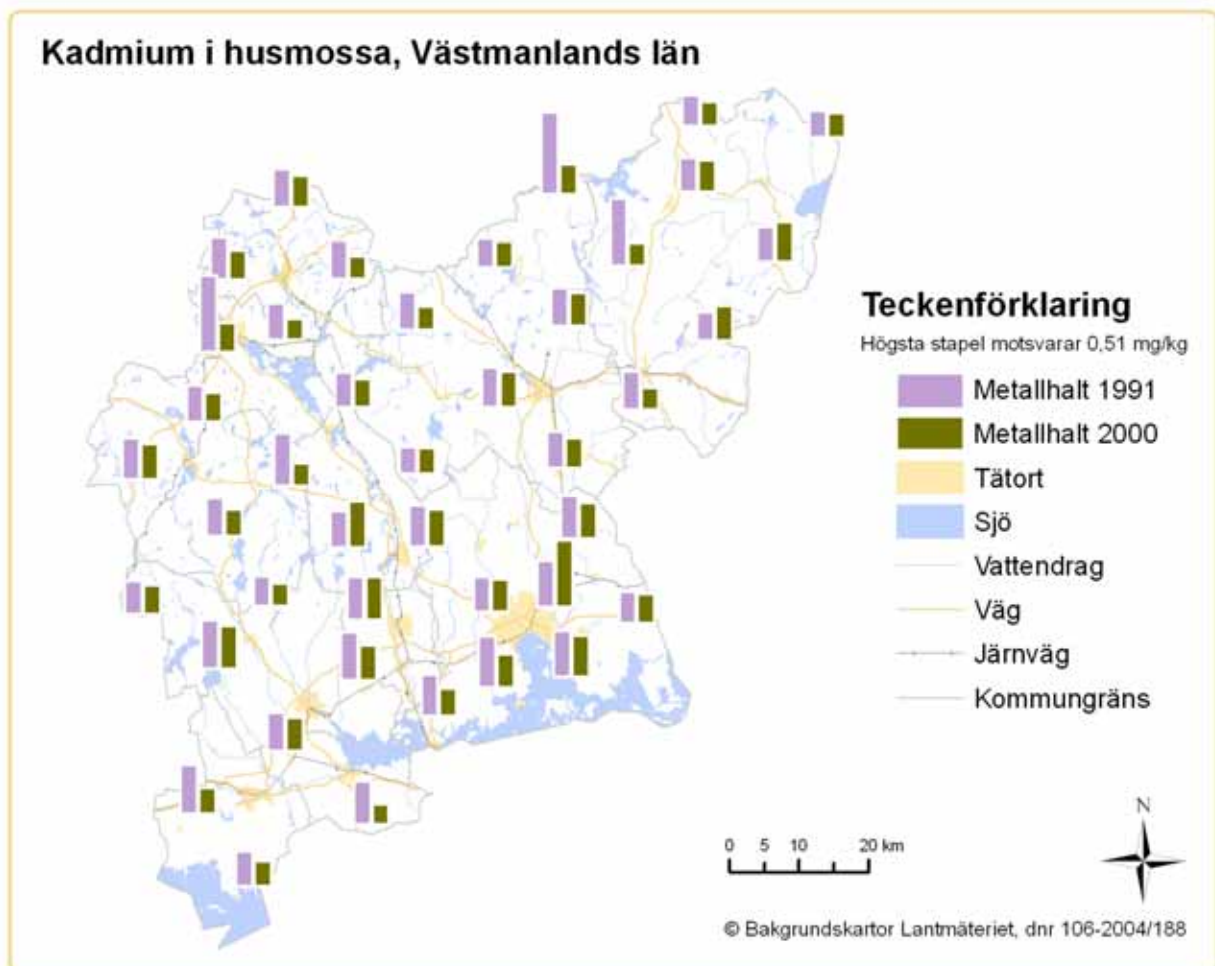 Kadmium i husmossa, Västmanlands län
Teckenförklaring
Högsta stapel motsvarar 0,51 mg/kg
Metallhalt 1991
Metallhalt 2000
Tätort
Sjö
Vattendrag
Väg
Järnväg
Kommungräns
N
0 5 10 20 km
© Bakgrundskartor Lantmäteriet, dnr 106-2004/188